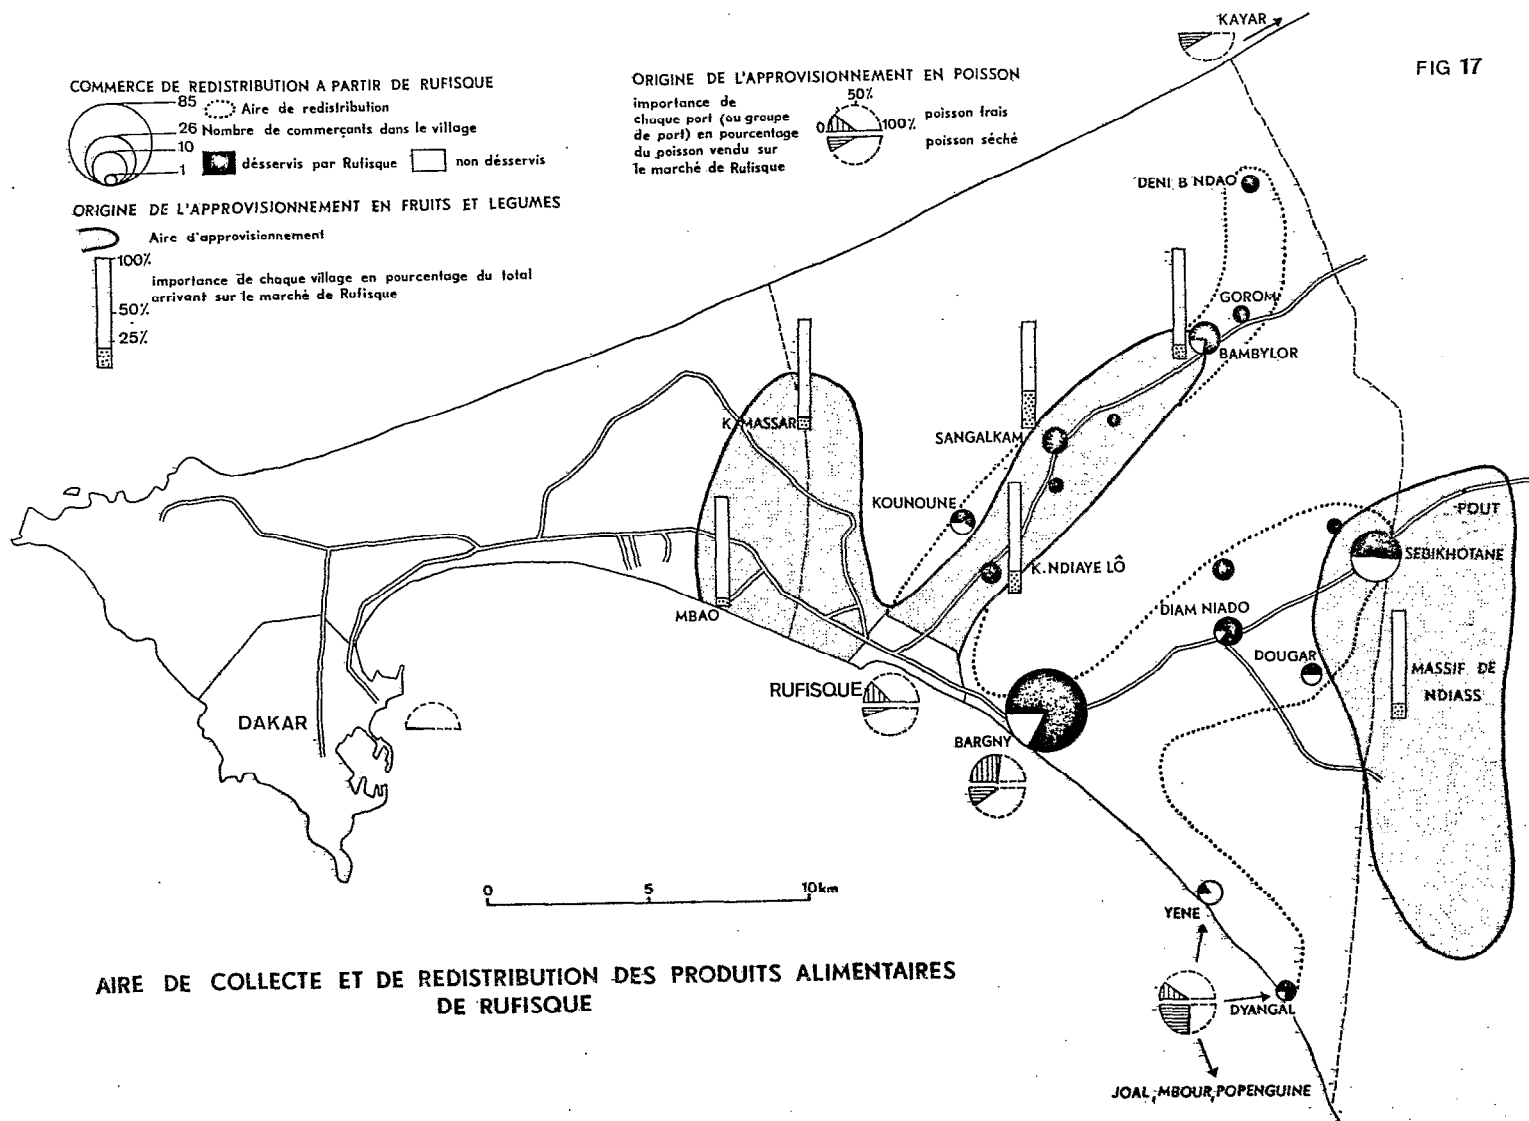 KAYAR
FIG 17
COMMERCE DE REDISTRIBUTION A PARTIR DE RUFISQUE
85
Aire de redistribution
26 Nombre de commerçants dans le village
10
1
désservis par Rufisque
non désservis
ORIGINE DE L'APPROVISIONNEMENT EN POISSON
importance de
chaque port (ou groupe
de port) en pourcentage
du poisson vendu sur
le marché de Rufisque
50%
0
100%
poisson frais
poisson séché
ORIGINE DE L'APPROVISIONNEMENT EN FRUITS ET LEGUMES
Aire d'approvisionnement
100%
50%
25%
importance de chaque village en pourcentage du total
arrivant sur le marché de Rufisque
DENI B NDAO
GOROM
BAMBYLOR
K. MASSAR
SANGALKAM
KOUNOUNE
K.NDIAYE LÔ
POUT
SEBIKHOTANE
MBAO
DIAM NIADO
DOUGAR
MASSIF DE
NDIASS
RUFISQUE
DAKAR
BARGNY
0
5
10km
YENE
DYANGAL
JOAL, MBOUR, POPENGUINE
AIRE DE COLLECTE ET DE REDISTRIBUTION DES PRODUITS ALIMENTAIRES
DE RUFISQUE